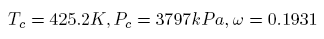 T_c = 425.2K, P_c = 3797kPa, ω = 0.1931